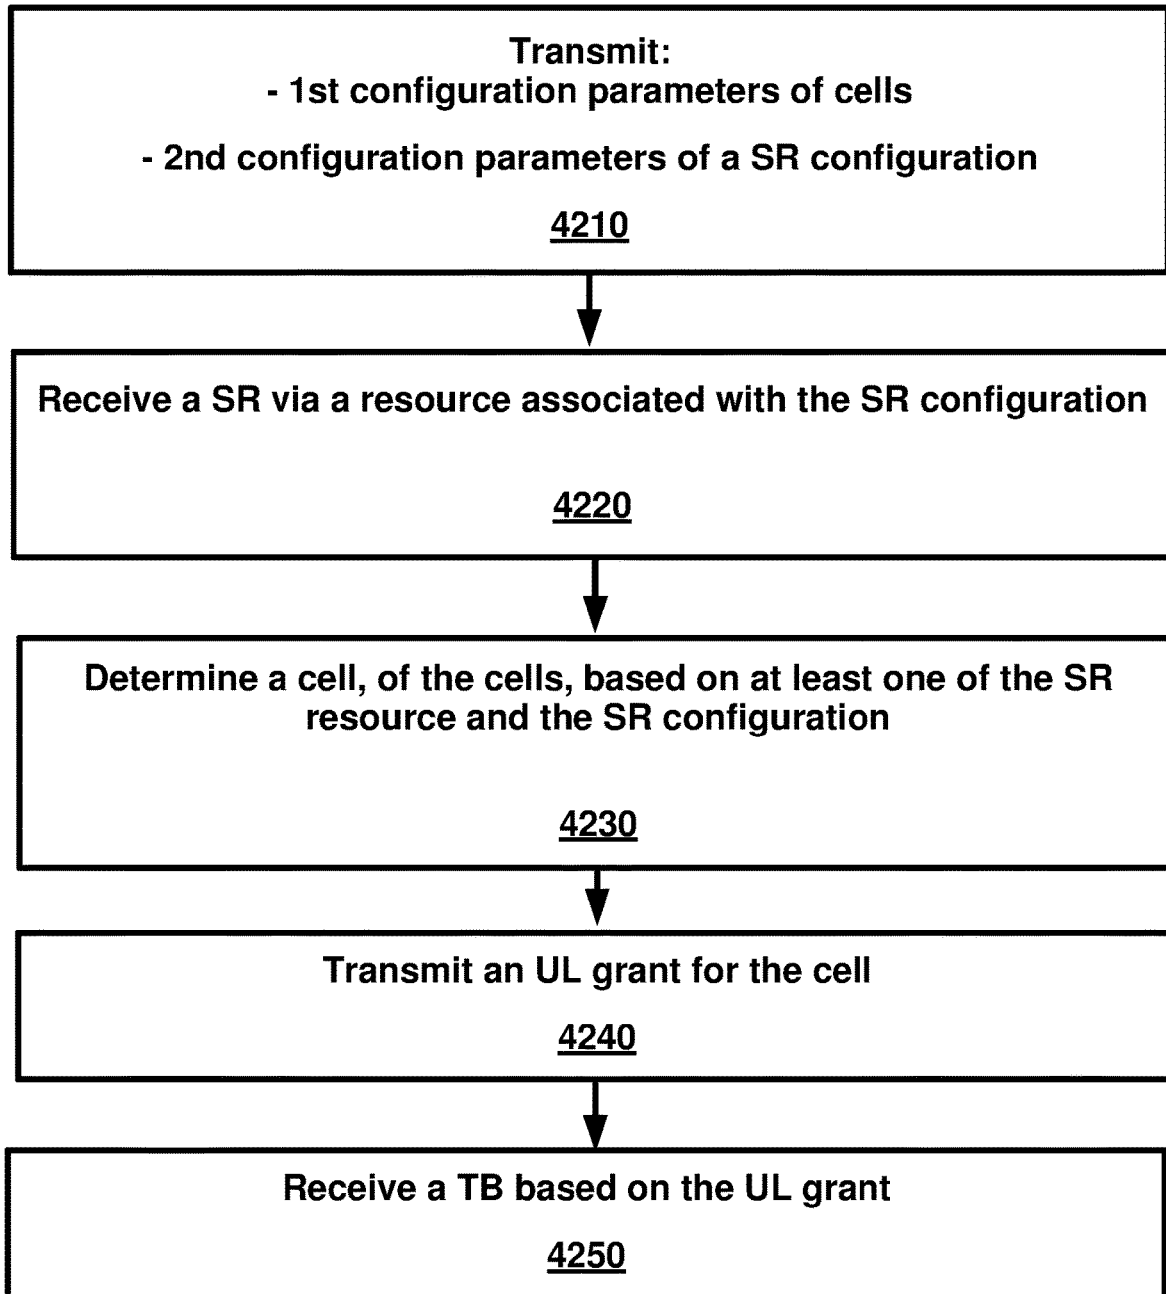 Transmit:
- 1st configuration parameters of cells
- 2nd configuration parameters of a SR configuration
4210
Receive a SR via a resource associated with the SR configuration
4220
Determine a cell, of the cells, based on at least one of the SR
resource and the SR configuration
4230
Transmit an UL grant for the cell
4240
Receive a TB based on the UL grant
4250